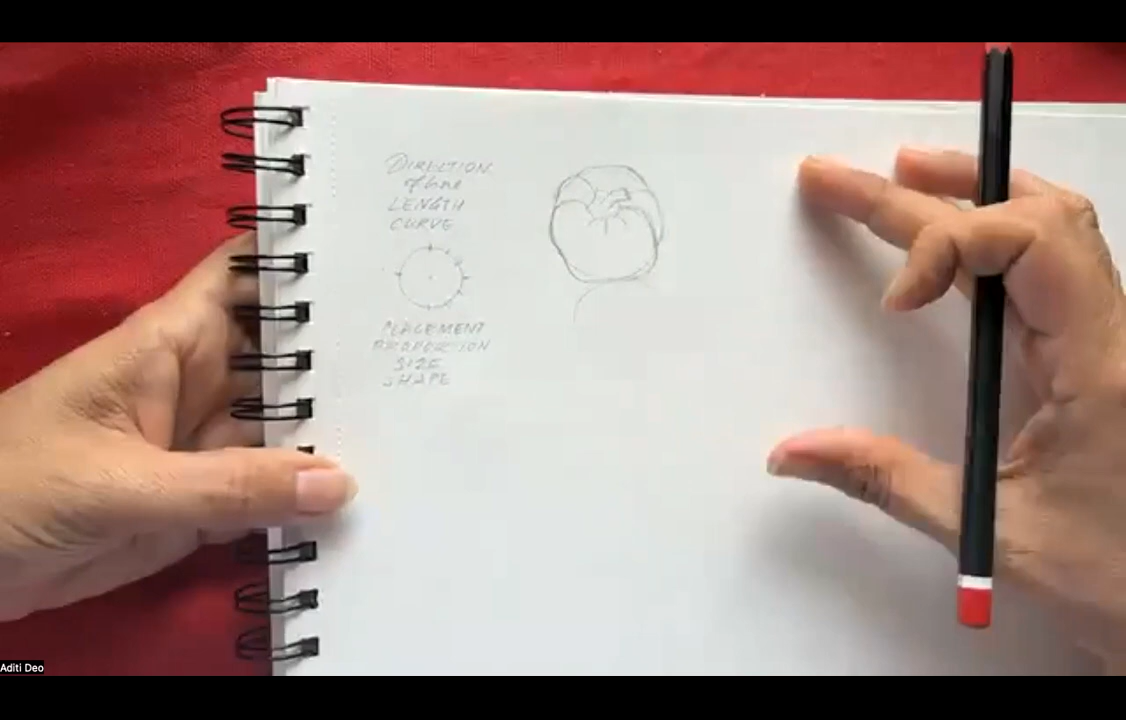 DIRECTION
of line
LENGTH
CURVE
PLACEMENT
PROPORTION
SIZE
SHAPE
Aditi Deo